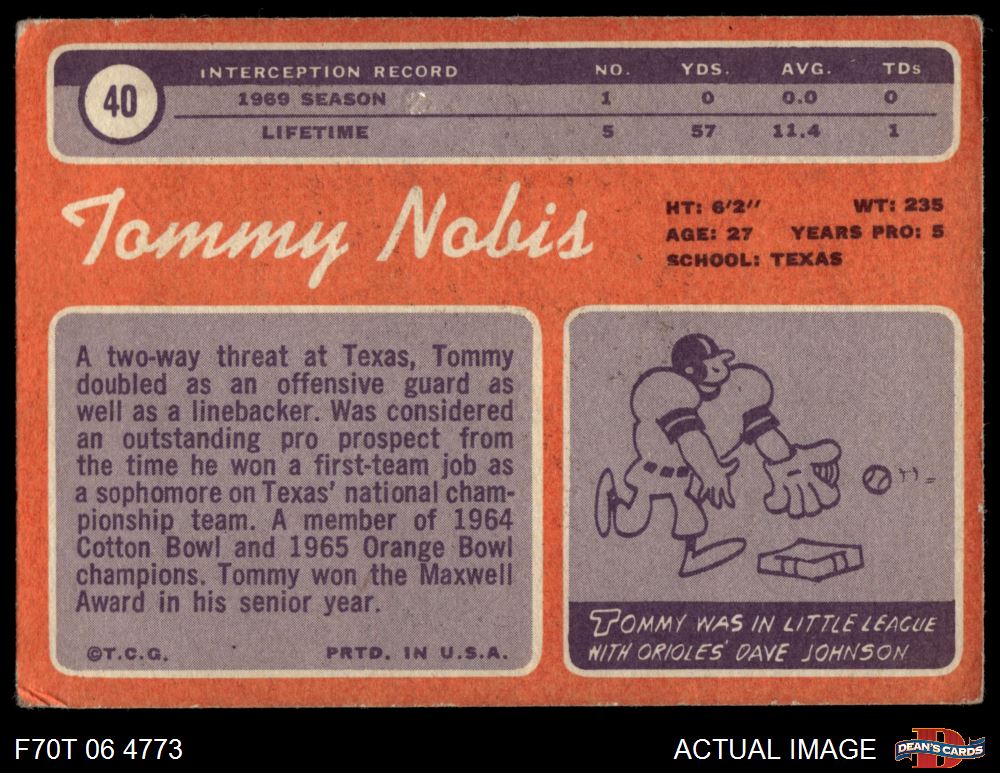 40
INTERCEPTION RECORD NO. YDS. AVG. TDs
1969 SEASON 1 0 0.0 0
LIFETIME 5 57 11.4 1
Tommy Nobis
HT: 6'2" WT: 235
AGE: 27 YEARS PRO: 5
SCHOOL: TEXAS
A two-way threat at Texas, Tommy
doubled as an offensive guard as
well as a linebacker. Was considered
an outstanding pro prospect from
the time he won a first-team job as
a sophomore on Texas' national cham-
pionship team. A member of 1964
Cotton Bowl and 1965 Orange Bowl
champions. Tommy won the Maxwell
Award in his senior year.
©T.C.G. PRTD. IN U.S.A.
TOMMY WAS IN LITTLE LEAGUE
WITH ORIOLES' DAVE JOHNSON
F70T 06 4773
ACTUAL IMAGE
D
DEAN'S CARDS